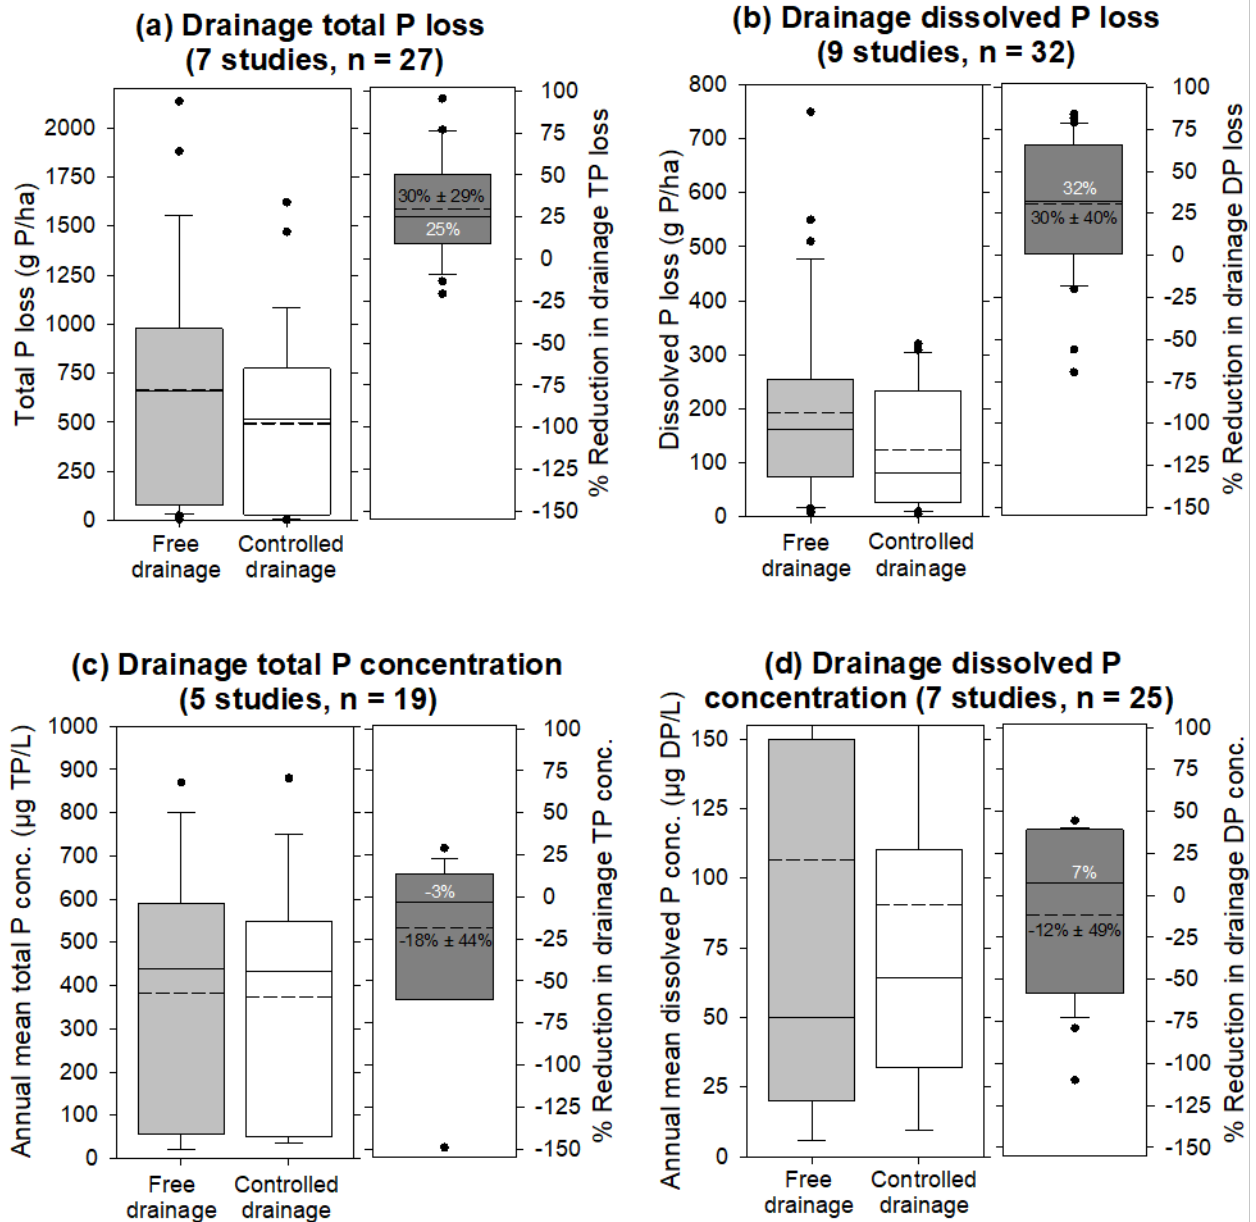 (a) Drainage total P loss
(7 studies, n = 27)
Total P loss (g P/ha)
2000
1750
1500
1250
1000
750
500
250
0
Free
drainage
Controlled
drainage
30% ± 29%
25%
100
75
50
25
0
-25
-50
-75
-100
-125
-150
% Reduction in drainage TP loss
(b) Drainage dissolved P loss
(9 studies, n = 32)
Dissolved P loss (g P/ha)
800
700
600
500
400
300
200
100
0
Free
drainage
Controlled
drainage
32%
30% ± 40%
100
75
50
25
0
-25
-50
-75
-100
-125
-150
% Reduction in drainage DP loss
(c) Drainage total P concentration
(5 studies, n = 19)
Annual mean total P conc. (µg TP/L)
1000
900
800
700
600
500
400
300
200
100
0
Free
drainage
Controlled
drainage
-3%
-18% ± 44%
100
75
50
25
0
-25
-50
-75
-100
-125
-150
% Reduction in drainage TP conc.
(d) Drainage dissolved P
concentration (7 studies, n = 25)
Annual mean dissolved P conc. (µg DP/L)
150
125
100
75
50
25
0
Free
drainage
Controlled
drainage
7%
-12% ± 49%
100
75
50
25
0
-25
-50
-75
-100
-125
-150
% Reduction in drainage DP conc.